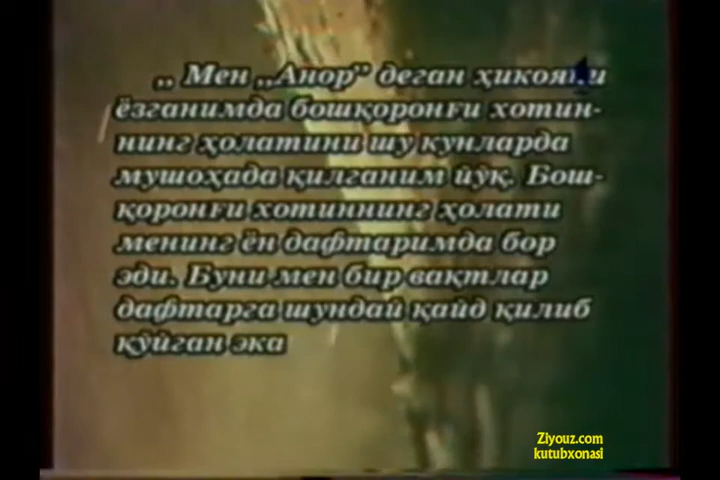 „ Мен „Анор” деган ҳикояни
ёзганимда бошқоронғи хотин-
нинг ҳолатини шу кунларда
мушоҳада қилганим йўқ. Бош-
қоронғи хотиннинг ҳолати
менинг ён дафтаримда бор
эди. Буни мен бир вақтлар
дафтарга шундай қайд қилиб
қўйган эка
Ziyouz.com
kutubxonasi